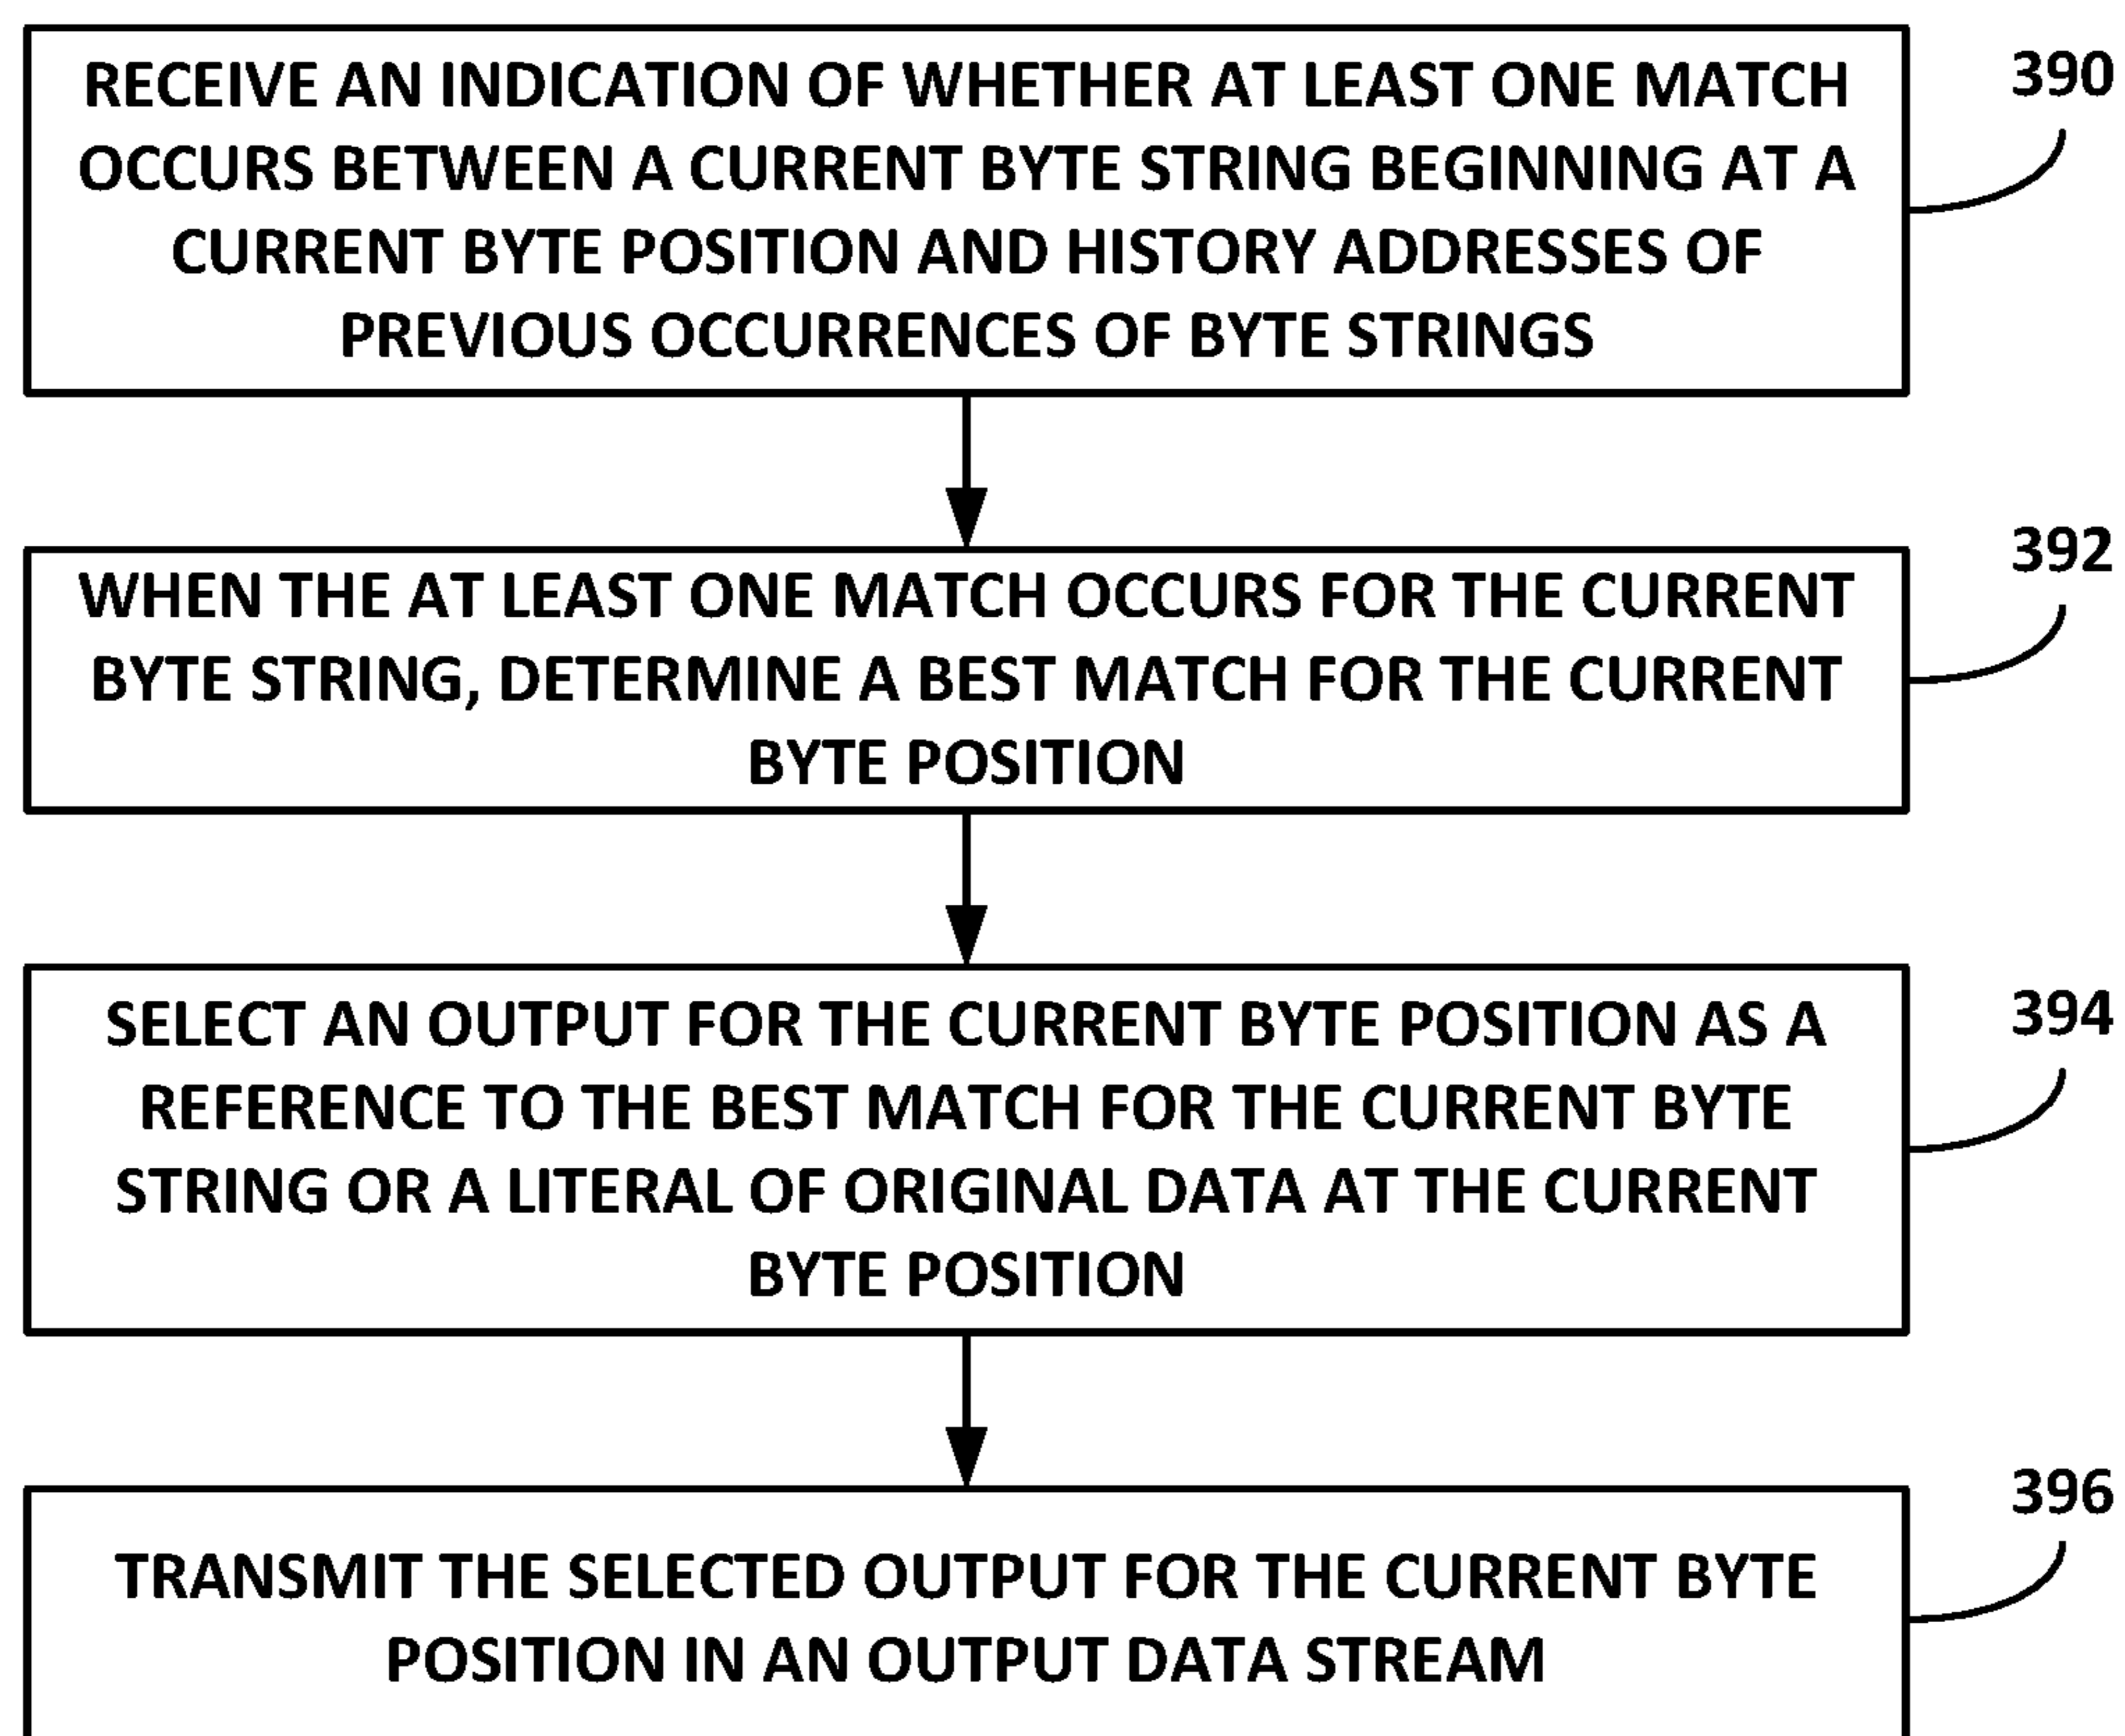 RECEIVE AN INDICATION OF WHETHER AT LEAST ONE MATCH
OCCURS BETWEEN A CURRENT BYTE STRING BEGINNING AT A
CURRENT BYTE POSITION AND HISTORY ADDRESSES OF
PREVIOUS OCCURRENCES OF BYTE STRINGS
390
WHEN THE AT LEAST ONE MATCH OCCURS FOR THE CURRENT
BYTE STRING, DETERMINE A BEST MATCH FOR THE CURRENT
BYTE POSITION
392
SELECT AN OUTPUT FOR THE CURRENT BYTE POSITION AS A
REFERENCE TO THE BEST MATCH FOR THE CURRENT BYTE
STRING OR A LITERAL OF ORIGINAL DATA AT THE CURRENT
BYTE POSITION
394
TRANSMIT THE SELECTED OUTPUT FOR THE CURRENT BYTE
POSITION IN AN OUTPUT DATA STREAM
396